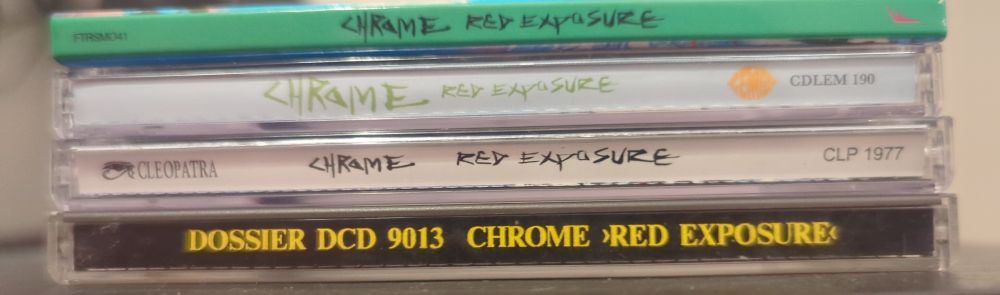 FTRSMO41 CHROME RED EXPOSURE
CHROME RED EXPOSURE CDLEM 190
CLEOPATRA CHROME RED EXPOSURE CLP 1977
DOSSIER DCD 9013 CHROME ›RED EXPOSURE‹